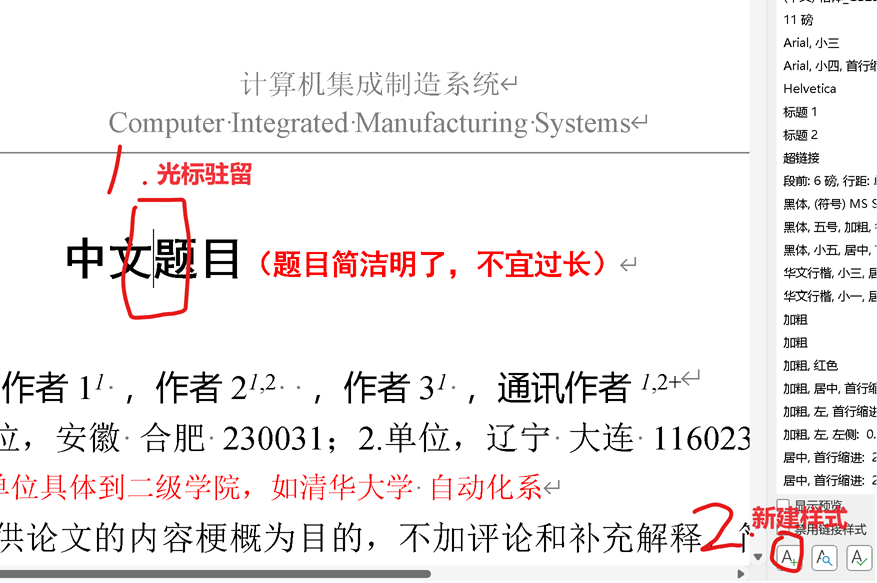 计算机集成制造系统↵
Computer·Integrated·Manufacturing·Systems↵
1.光标驻留
中文题目(题目简洁明了，不宜过长)↵
作者 1 1· ，作者 2 1,2· · ，作者 3 1· ，通讯作者 1,2+↵
位，安徽· 合肥· 230031；2.单位，辽宁· 大连· 116023
单位具体到二级学院，如清华大学· 自动化系↵
供论文的内容梗概为目的，不加评论和补充解释，简
11 磅
Arial, 小三
Arial, 小四, 首行缩
Helvetica
标题 1
标题 2
超链接
段前: 6 磅, 行距:
黑体, (符号) MS S
黑体, 五号, 加粗,
黑体, 小五, 居中,
华文行楷, 小三, 居
华文行楷, 小一, 居
加粗
加粗
加粗, 红色
加粗, 居中, 首行缩
加粗, 左, 首行缩进
加粗, 左, 左侧: 0.
居中, 首行缩进: 2
居中, 首行缩进: 2
显示预览
禁用链接样式
2.新建样式